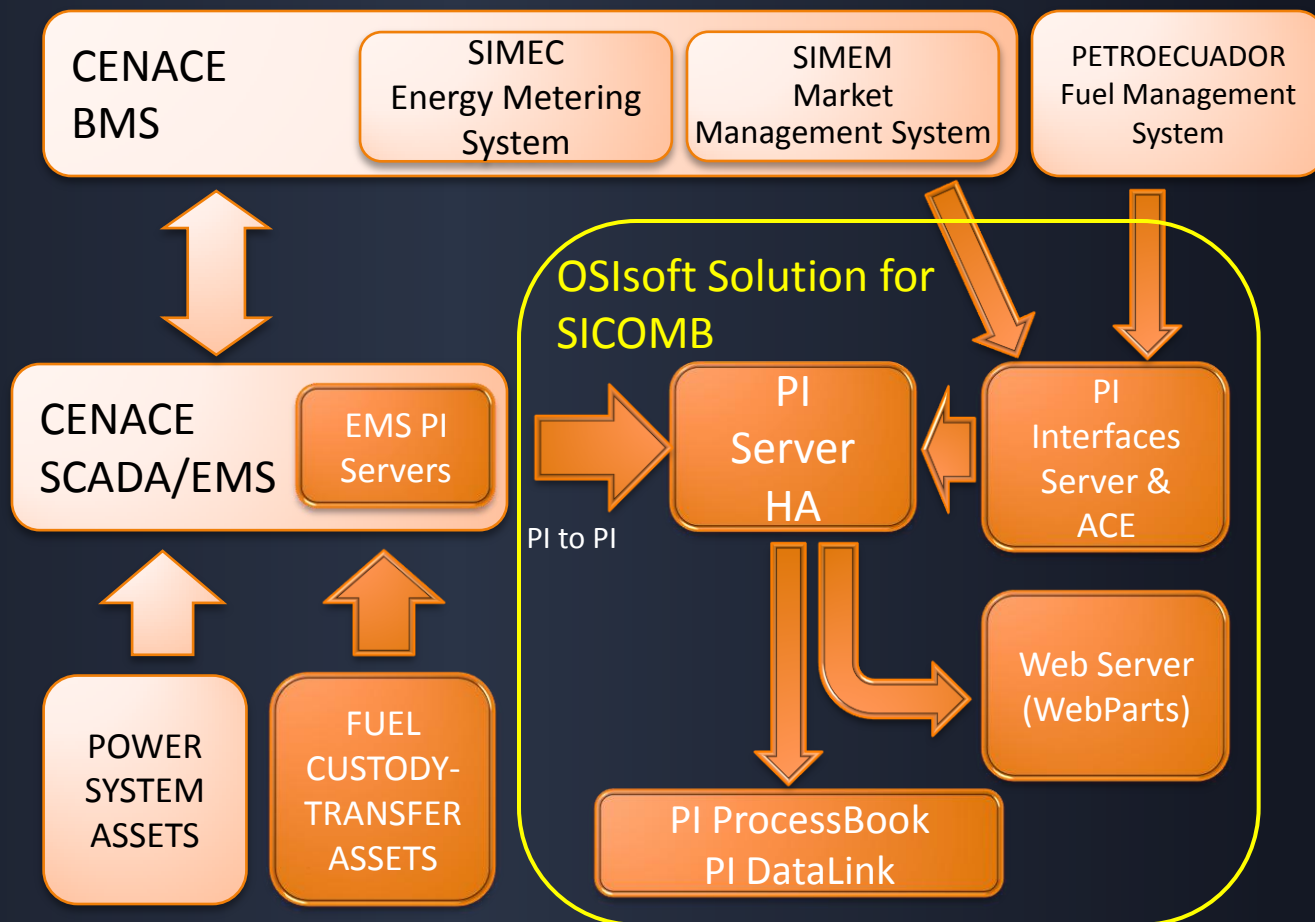 CENACE
BMS
SIMEC
Energy Metering
System
SIMEM
Market
Management System
PETROECUADOR
Fuel Management
System
OSIsoft Solution for
SICOMB
CENACE
SCADA/EMS
EMS PI
Servers
PI to PI
PI
Server
HA
PI
Interfaces
Server &
ACE
POWER
SYSTEM
ASSETS
FUEL
CUSTODY-
TRANSFER
ASSETS
Web Server
(WebParts)
PI ProcessBook
PI DataLink